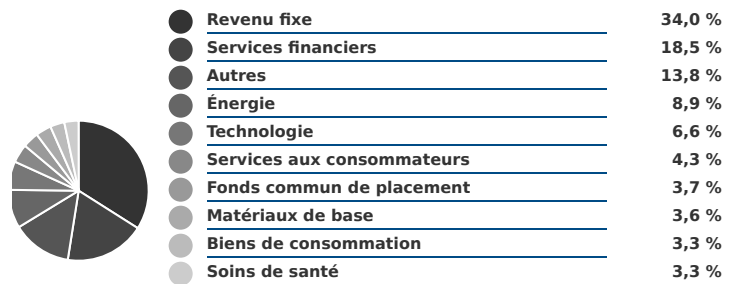 Revenu fixe 34,0 %
Services financiers 18,5 %
Autres 13,8 %
Énergie 8,9 %
Technologie 6,6 %
Services aux consommateurs 4,3 %
Fonds commun de placement 3,7 %
Matériaux de base 3,6 %
Biens de consommation 3,3 %
Soins de santé 3,3 %